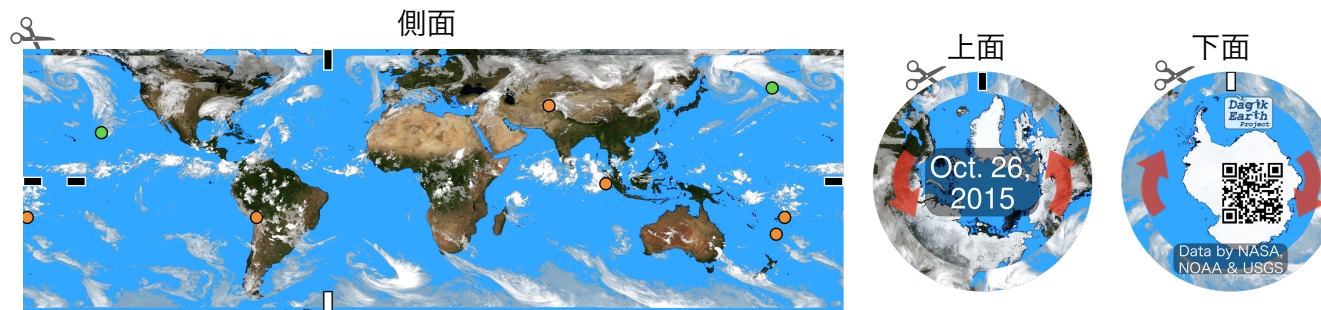 側面
上面
下面
Oct. 26,
2015
Dagik
Earth
Project
Data by NASA,
NOAA & USGS